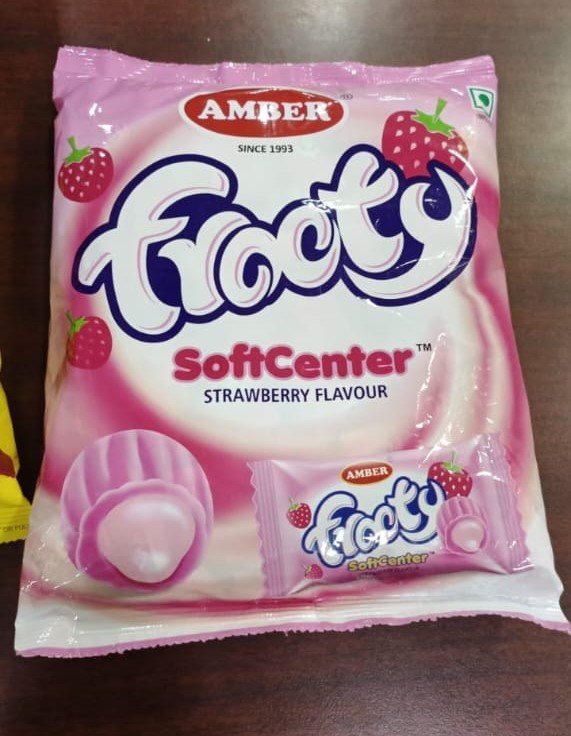 AMBER
SINCE 1993
frooty
SoftCenter™
STRAWBERRY FLAVOUR
AMBER
frooty
SoftCenter